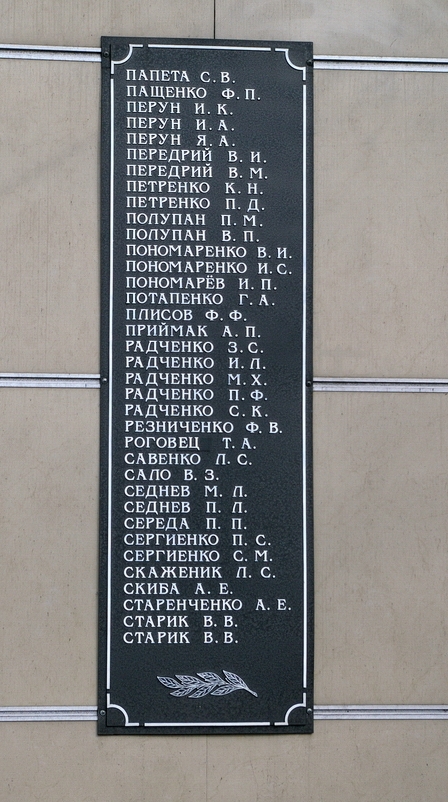 ПАПЕТА С. В.
ПАЩЕНКО Ф. П.
ПЕРУН И. К.
ПЕРУН И. А.
ПЕРУН Я. А.
ПЕРЕДРИЙ В. И.
ПЕРЕДРИЙ В. М.
ПЕТРЕНКО К. Н.
ПЕТРЕНКО П. Д.
ПОЛУПАН П. М.
ПОЛУПАН В. П.
ПОНОМАРЕНКО В. И.
ПОНОМАРЕНКО И. С.
ПОНОМАРЁВ И. П.
ПОТАПЕНКО Г. А.
ПЛИСОВ Ф. Ф.
ПРИЙМАК А. П.
РАДЧЕНКО З. С.
РАДЧЕНКО И. Л.
РАДЧЕНКО М. Х.
РАДЧЕНКО П. Ф.
РАДЧЕНКО С. К.
РЕЗНИЧЕНКО Ф. В.
РОГОВЕЦ Т. А.
САВЕНКО Л. С.
САЛО В. З.
СЕДНЕВ М. Л.
СЕДНЕВ П. Л.
СЕРЕДА П. П.
СЕРГИЕНКО П. С.
СЕРГИЕНКО С. М.
СКАЖЕНИК Л. С.
СКИБА А. Е.
СТАРЕНЧЕНКО А. Е.
СТАРИК В. В.
СТАРИК В. В.